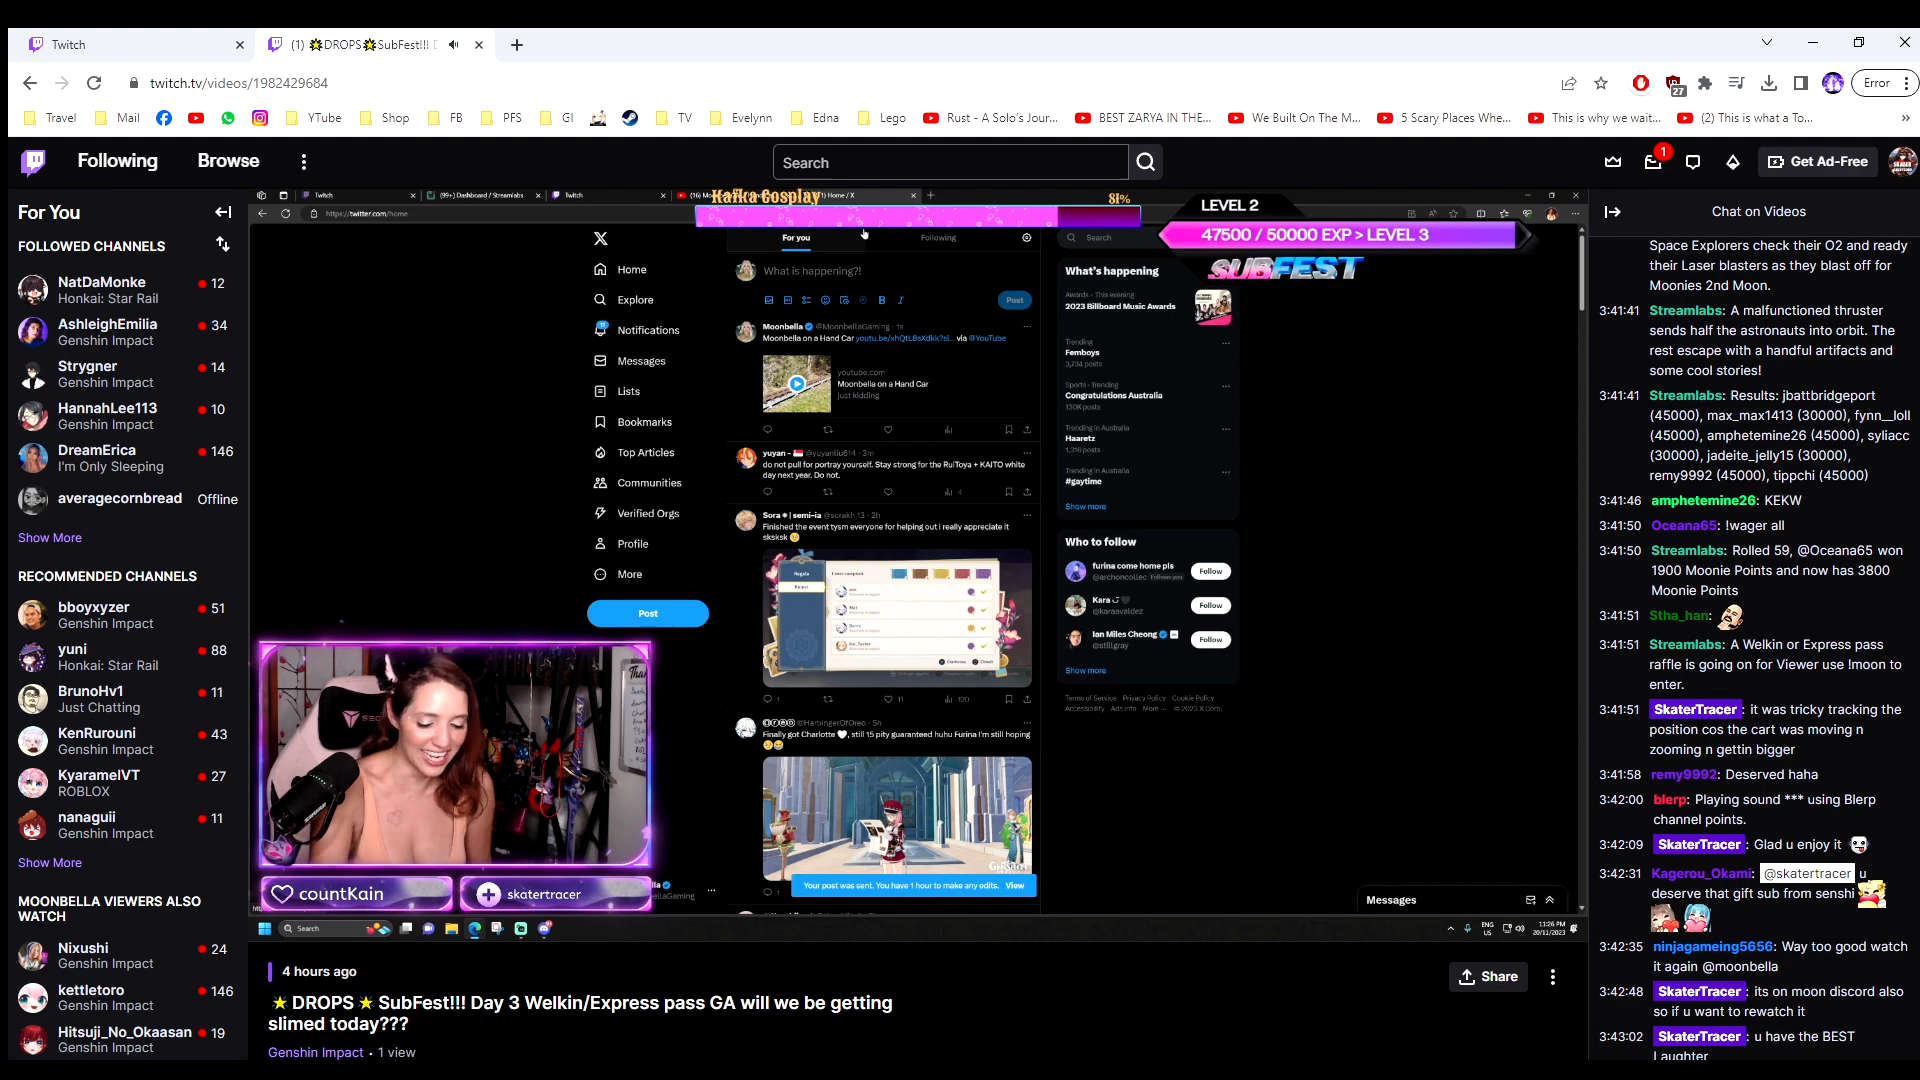 Twitch
(1) DROPS SubFest!!!
twitch.tv/videos/1982429684
27
Error
Travel
Mail
YTube
Shop
FB
PFS
GI
TV
Evelynn
Edna
Lego
Rust - A Solo's Jour...
BEST ZARYA IN THE...
We Built On The M...
5 Scary Places Whe...
This is why we wait...
(2) This is what a To...
Following
Browse
Search
1
Get Ad-Free
For You
FOLLOWED CHANNELS
NatDaMonke
12
Honkai: Star Rail
AshleighEmilia
34
Genshin Impact
Strygner
14
Genshin Impact
HannahLee113
10
Genshin Impact
DreamErica
146
I'm Only Sleeping
averagecornbread
Offline
Show More
RECOMMENDED CHANNELS
bboyxyzer
51
Genshin Impact
yuni
88
Honkai: Star Rail
BrunoHv1
11
Just Chatting
KenRurouni
43
Genshin Impact
KyaramelVT
27
ROBLOX
nanaguii
11
Genshin Impact
Show More
MOONBELLA VIEWERS ALSO
WATCH
Nixushi
24
Genshin Impact
kettletoro
146
Genshin Impact
Hitsuji_No_Okaasan
19
Genshin Impact
Twitch
(99+) Dashboard / Streamlabs
Twitch
Home / X
https://twitter.com/home
Kafka Cosplay
81%
LEVEL 2
47500 / 50000 EXP > LEVEL 3
SUBFEST
Home
Explore
Notifications
Messages
Lists
Bookmarks
Top Articles
Communities
Verified Orgs
Profile
More
Post
For you
Following
What is happening?!
Post
Moonbella @MoonbellaGaming · 1s
Moonbella on a Hand Car youtu.be/xhQtL8sXdkk?si... via @YouTube
youtube.com
Moonbella on a Hand Car
just kidding
yuyan - @yuyantiu614 · 3m
do not pull for portray yourself. Stay strong for the RuiToya + KAITO white
day next year. Do not.
4
Sora | semi-ia @sorakh_13 · 2h
Finished the event tysm everyone for helping out i really appreciate it
sksksk
1
11
120
@HarbingerOfOreo · 5h
Finally got Charlotte, still 15 pity guaranteed huhu Furina I'm still hoping
Genshin
Your post was sent. You have 1 hour to make any edits. View
1
Search
What's happening
Awards · This evening
2023 Billboard Music Awards
Trending
Femboys
3,734 posts
Sports · Trending
Congratulations Australia
130K posts
Trending in Australia
Haaretz
1,316 posts
Trending in Australia
#gaytime
Show more
Who to follow
furina come home pls
@archoncollec Follows you
Follow
Kara
@karaavaldez
Follow
Ian Miles Cheong
@stillgray
Follow
Show more
Terms of Service Privacy Policy Cookie Policy
Accessibility Ads info More ··· © 2023 X Corp.
Messages
countKain
skatertracer
Search
ENG
US
11:26 PM
20/11/2023
4 hours ago
Share
DROPS SubFest!!! Day 3 Welkin/Express pass GA will we be getting
slimed today???
Genshin Impact • 1 view
Chat on Videos
Space Explorers check their O2 and ready
their Laser blasters as they blast off for
Moonies 2nd Moon.
3:41:41 Streamlabs: A malfunctioned thruster
sends half the astronauts into orbit. The
rest escape with a handful artifacts and
some cool stories!
3:41:41 Streamlabs: Results: jbattbridgeport
(45000), max_max1413 (30000), fynn__loll
(45000), amphetemine26 (45000), syliacc
(30000), jadeite_jelly15 (30000),
remy9992 (45000), tippchi (45000)
3:41:46 amphetemine26: KEKW
3:41:50 Oceana65: !wager all
3:41:50 Streamlabs: Rolled 59, @Oceana65 won
1900 Moonie Points and now has 3800
Moonie Points
3:41:51 Stha_han:
3:41:51 Streamlabs: A Welkin or Express pass
raffle is going on for Viewer use !moon to
enter.
3:41:51 SkaterTracer : it was tricky tracking the
position cos the cart was moving n
zooming n gettin bigger
3:41:58 remy9992: Deserved haha
3:42:00 blerp: Playing sound *** using Blerp
channel points.
3:42:09 SkaterTracer : Glad u enjoy it
3:42:31 Kagerou_Okami: @skatertracer u
deserve that gift sub from senshi
3:42:35 ninjagameing5656: Way too good watch
it again @moonbella
3:42:48 SkaterTracer : its on moon discord also
so if u want to rewatch it
3:43:02 SkaterTracer : u have the BEST
Laughter